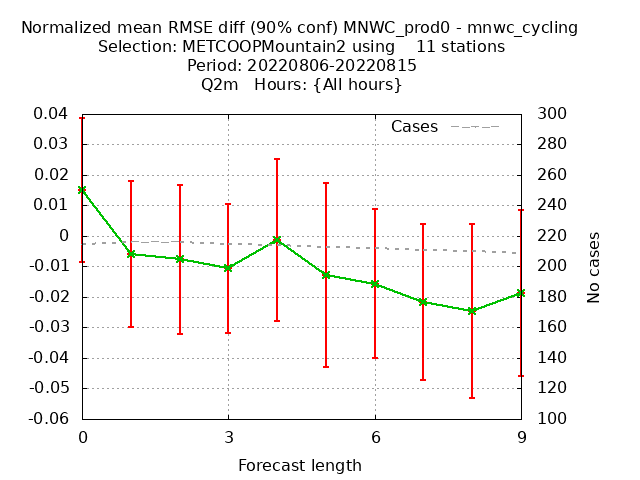 Normalized mean RMSE diff (90% conf) MNWC_prod0 - mnwc_cycling
Selection: METCOOPMountain2 using    11 stations
Period: 20220806-20220815
Q2m   Hours: {All hours}
Cases
0.04
0.03
0.02
0.01
0
-0.01
-0.02
-0.03
-0.04
-0.05
-0.06
300
280
260
240
220
200
180
160
140
120
100
No cases
0 3 6 9
Forecast length